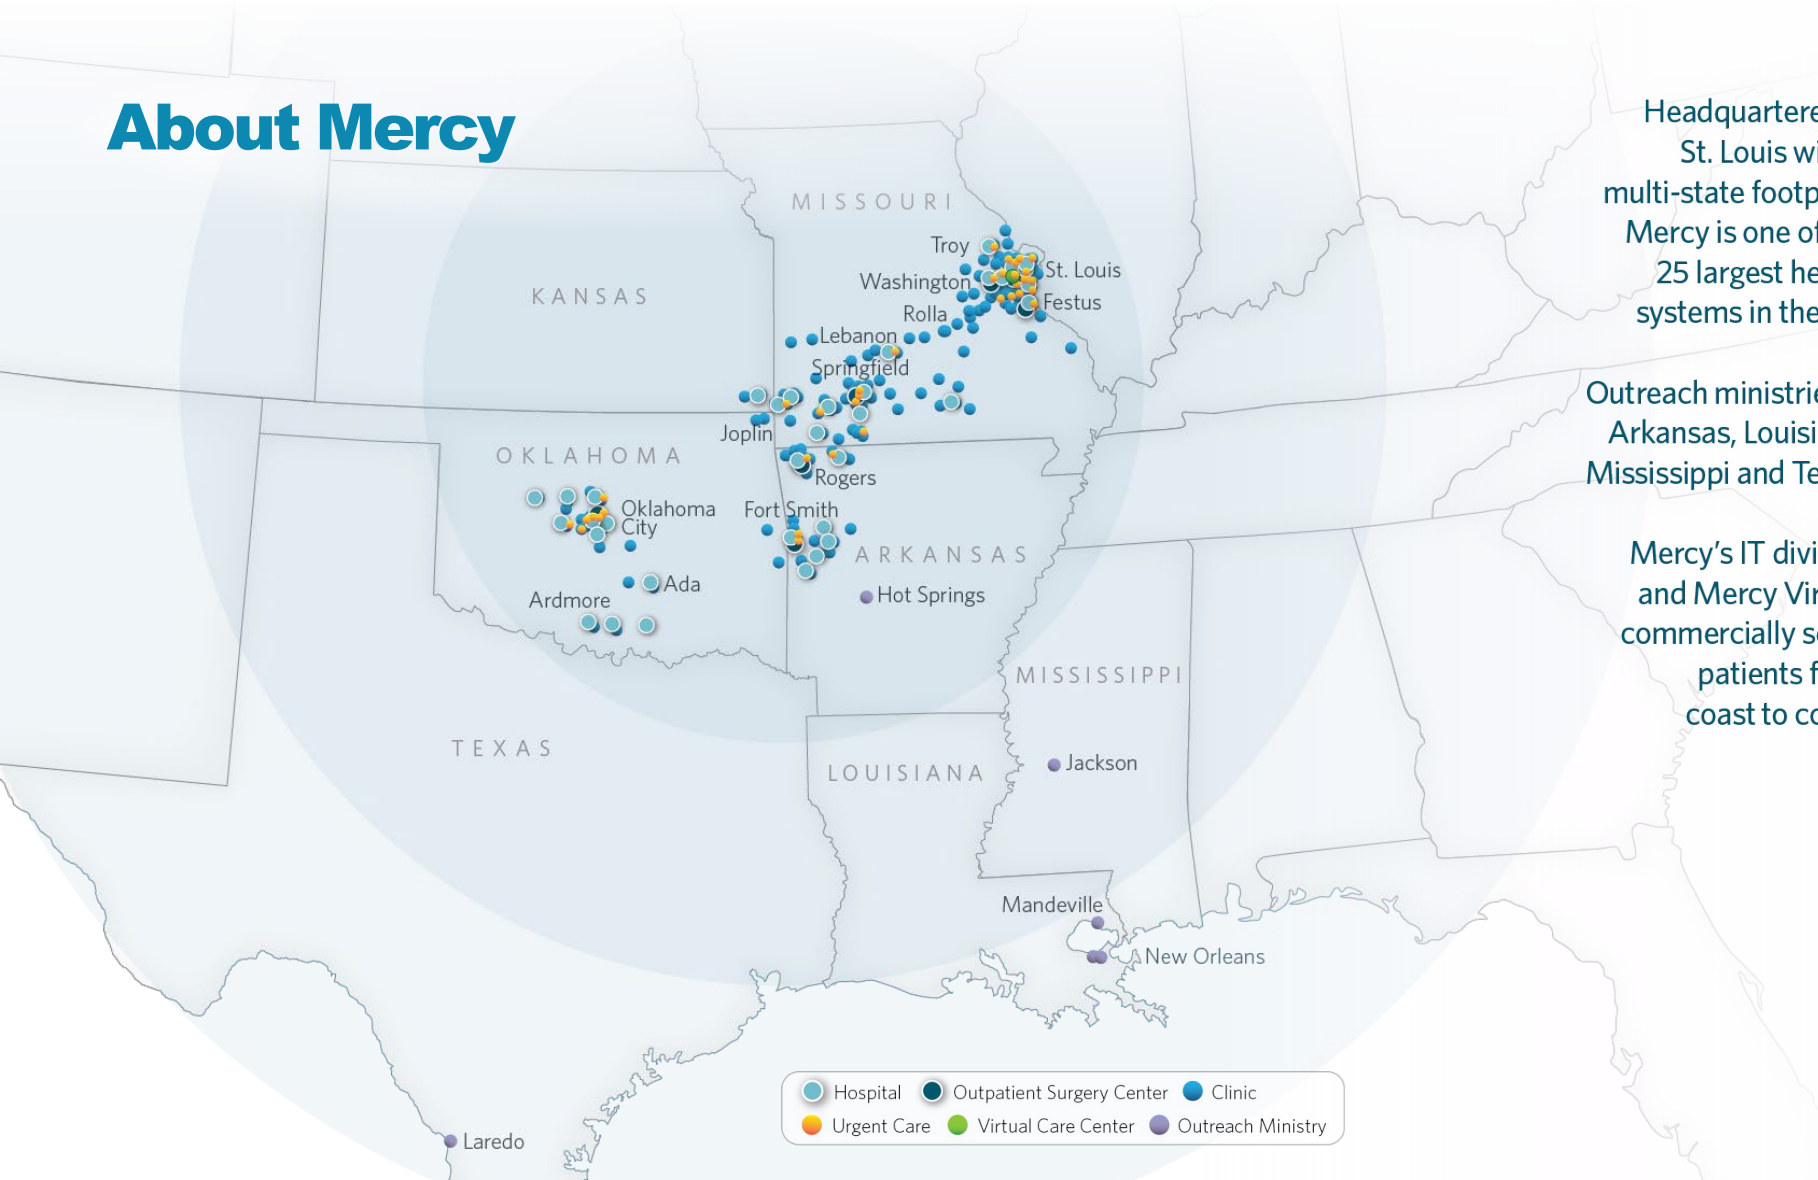 About Mercy
MISSOURI
Troy
St. Louis
Washington
KANSAS
Festus
Rolla
Lebanon
Springfield
Joplin
OKLAHOMA
Rogers
Oklahoma
City
Fort Smith
ARKANSAS
Ada
Hot Springs
Ardmore
MISSISSIPPI
TEXAS
Jackson
LOUISIANA
Mandeville
New Orleans
Laredo
Hospital
Outpatient Surgery Center
Clinic
Urgent Care
Virtual Care Center
Outreach Ministry
Headquartere
St. Louis wi
multi-state footp
Mercy is one of
25 largest he
systems in the
Outreach ministrie
Arkansas, Louisi
Mississippi and Te
Mercy's IT divi
and Mercy Vir
commercially se
patients f
coast to co